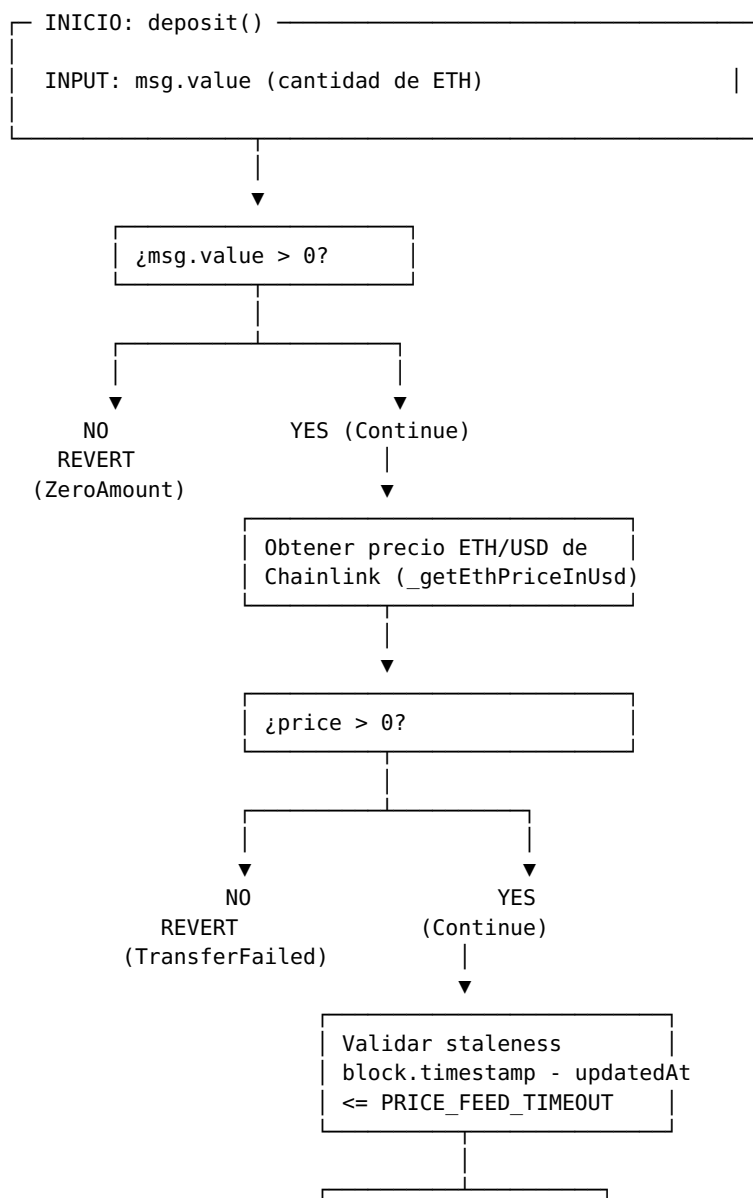 INICIO: deposit()
INPUT: msg.value (cantidad de ETH)
¿msg.value > 0?
NO YES (Continue)
REVERT
(ZeroAmount)
Obtener precio ETH/USD de
Chainlink (_getEthPriceInUsd)
¿price > 0?
NO YES
REVERT (Continue)
(TransferFailed)
Validar staleness
block.timestamp - updatedAt
<= PRICE_FEED_TIMEOUT